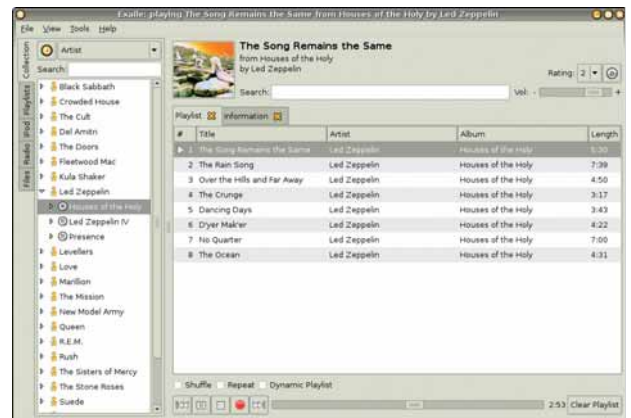 Exaile: playing The Song Remains the Same from Houses of the Holy by Led Zeppelin
File View Tools Help
Collection
Playlists
iPod
Radio
Files
Artist
Search:
Black Sabbath
Crowded House
The Cult
Del Amitri
The Doors
Fleetwood Mac
Kula Shaker
Led Zeppelin
Houses of the Holy
Led Zeppelin IV
Presence
Levellers
Love
Marillion
The Mission
New Model Army
Queen
R.E.M.
Rush
The Sisters of Mercy
The Stone Roses
Suede
The Song Remains the Same
from Houses of the Holy
by Led Zeppelin
Rating: 2
Search:
Vol: - +
Playlist Information
# Title Artist Album Length
1 The Song Remains the Same Led Zeppelin Houses of the Holy 5:30
2 The Rain Song Led Zeppelin Houses of the Holy 7:39
3 Over the Hills and Far Away Led Zeppelin Houses of the Holy 4:50
4 The Crunge Led Zeppelin Houses of the Holy 3:17
5 Dancing Days Led Zeppelin Houses of the Holy 3:43
6 D'yer Mak'er Led Zeppelin Houses of the Holy 4:22
7 No Quarter Led Zeppelin Houses of the Holy 7:00
8 The Ocean Led Zeppelin Houses of the Holy 4:31
Shuffle Repeat Dynamic Playlist
2:53 Clear Playlist